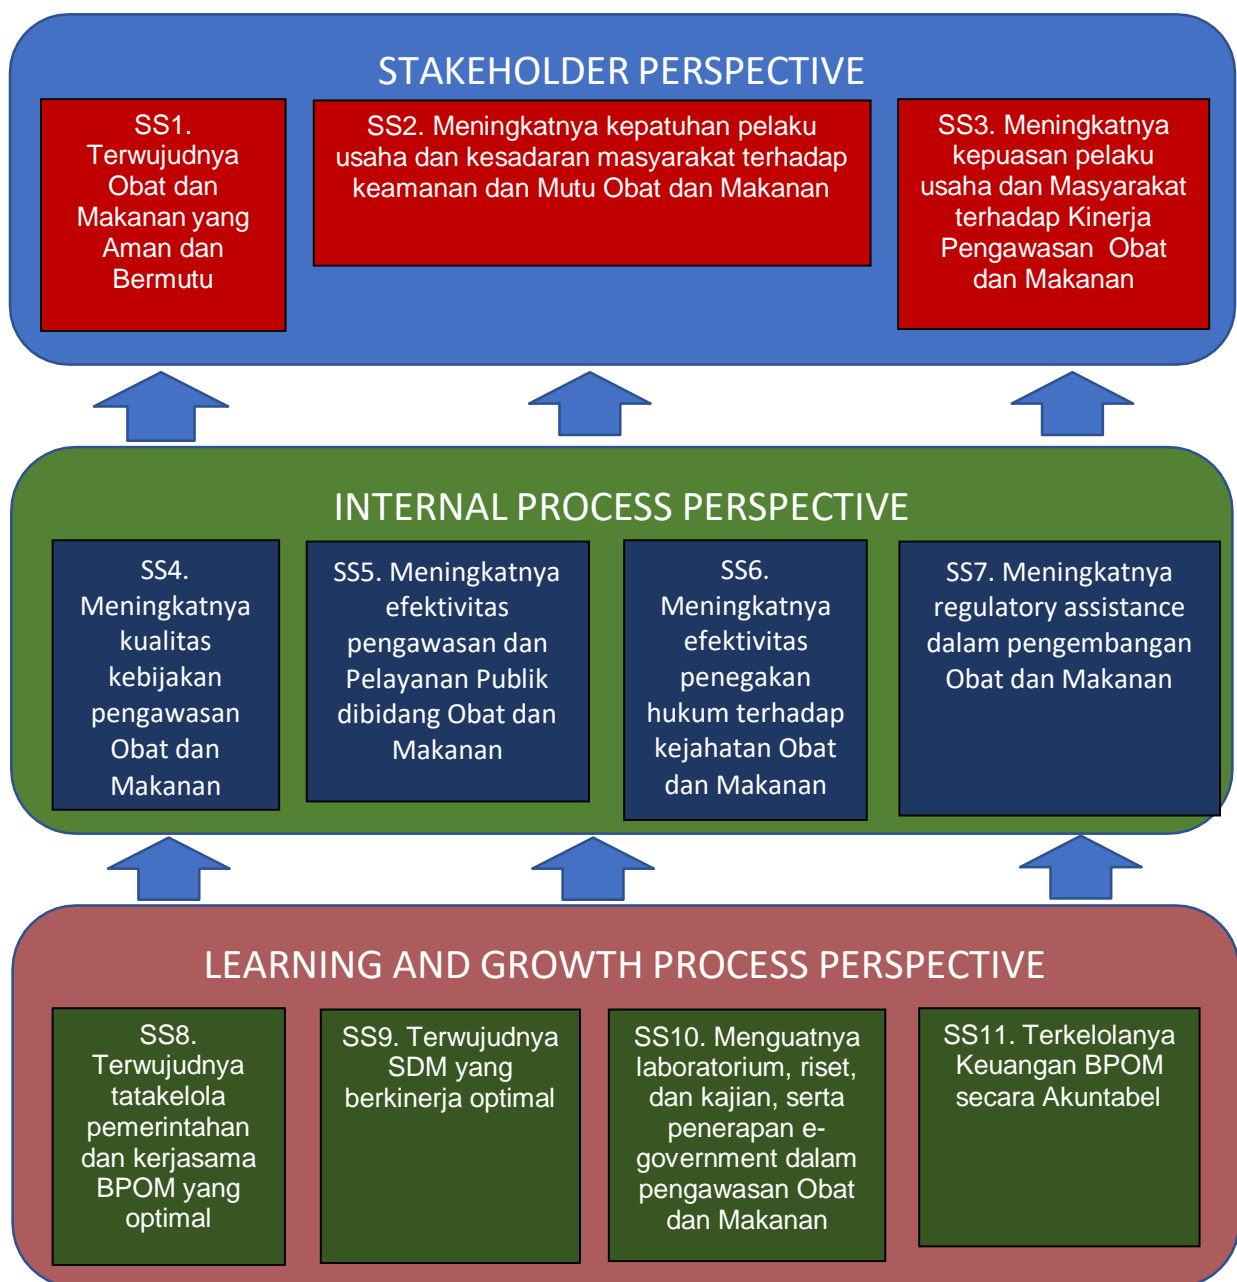 STAKEHOLDER PERSPECTIVE
SS1.
Terwujudnya
Obat dan
Makanan yang
Aman dan
Bermutu
SS2. Meningkatnya kepatuhan pelaku
usaha dan kesadaran masyarakat terhadap
keamanan dan Mutu Obat dan Makanan
SS3. Meningkatnya
kepuasan pelaku
usaha dan Masyarakat
terhadap Kinerja
Pengawasan Obat
dan Makanan
INTERNAL PROCESS PERSPECTIVE
SS4.
Meningkatnya
kualitas
kebijakan
pengawasan
Obat dan
Makanan
SS5. Meningkatnya
efektivitas
pengawasan dan
Pelayanan Publik
dibidang Obat dan
Makanan
SS6.
Meningkatnya
efektivitas
penegakan
hukum terhadap
kejahatan Obat
dan Makanan
SS7. Meningkatnya
regulatory assistance
dalam pengembangan
Obat dan Makanan
LEARNING AND GROWTH PROCESS PERSPECTIVE
SS8.
Terwujudnya
tatakelola
pemerintahan
dan kerjasama
BPOM yang
optimal
SS9. Terwujudnya
SDM yang
berkinerja optimal
SS10. Menguatnya
laboratorium, riset,
dan kajian, serta
penerapan e-
government dalam
pengawasan Obat
dan Makanan
SS11. Terkelolanya
Keuangan BPOM
secara Akuntabel